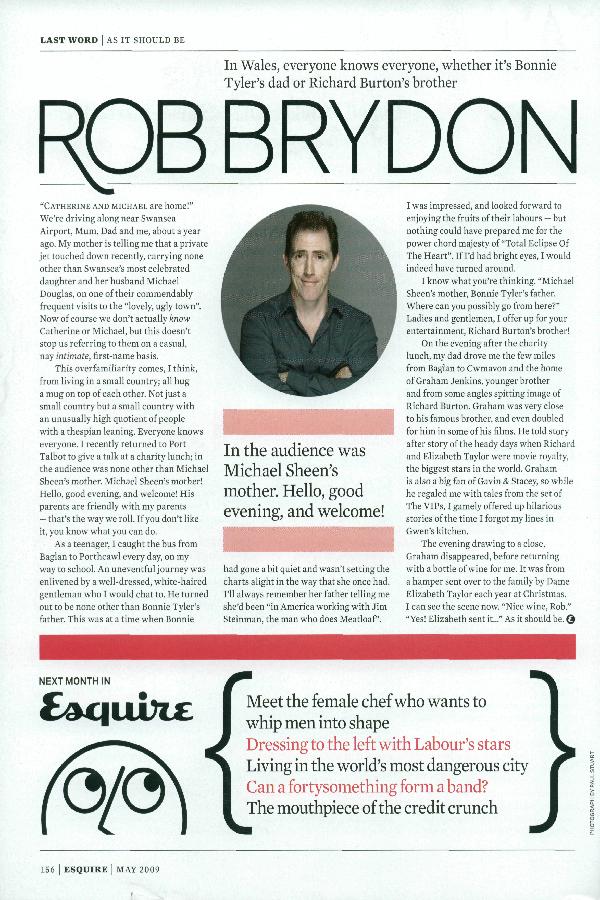 LAST WORD | AS IT SHOULD BE
In Wales, everyone knows everyone, whether it's Bonnie
Tyler's dad or Richard Burton's brother
ROB BRYDON
“CATHERINE AND MICHAEL are home!”
We're driving along near Swansea
Airport, Mum, Dad and me, about a year
ago. My mother is telling me that a private
jet touched down recently, carrying none
other than Swansea's most celebrated
daughter and her husband Michael
Douglas, on one of their commendably
frequent visits to the “lovely, ugly town”.
Now of course we don't actually know
Catherine or Michael, but this doesn't
stop us referring to them on a casual,
nay intimate, first-name basis.
This overfamiliarity comes, I think,
from living in a small country; all hug
a mug on top of each other. Not just a
small country but a small country with
an unusually high quotient of people
with a thespian leaning. Everyone knows
everyone. I recently returned to Port
Talbot to give a talk at a charity lunch; in
the audience was none other than Michael
Sheen's mother. Michael Sheen's mother!
Hello, good evening, and welcome! His
parents are friendly with my parents
– that's the way we roll. If you don't like
it, you know what you can do.
As a teenager, I caught the bus from
Baglan to Porthcawl every day, on my
way to school. An uneventful journey was
enlivened by a well-dressed, white-haired
gentleman who I would chat to. He turned
out to be none other than Bonnie Tyler's
father. This was at a time when Bonnie
In the audience was
Michael Sheen's
mother. Hello, good
evening, and welcome!
had gone a bit quiet and wasn't setting the
charts alight in the way that she once had.
I'll always remember her father telling me
she'd been “in America working with Jim
Steinman, the man who does Meatloaf”.
I was impressed, and looked forward to
enjoying the fruits of their labours – but
nothing could have prepared me for the
power chord majesty of “Total Eclipse Of
The Heart”. If I'd had bright eyes, I would
indeed have turned around.
I know what you're thinking. “Michael
Sheen's mother, Bonnie Tyler's father.
Where can you possibly go from here?”
Ladies and gentlemen, I offer up for your
entertainment, Richard Burton's brother!
On the evening after the charity
lunch, my dad drove me the few miles
from Baglan to Cwmavon and the home
of Graham Jenkins, younger brother
and from some angles spitting image of
Richard Burton. Graham was very close
to his famous brother, and even doubled
for him in some of his films. He told story
after story of the heady days when Richard
and Elizabeth Taylor were movie royalty,
the biggest stars in the world. Graham
is also a big fan of Gavin & Stacey, so while
he regaled me with tales from the set of
The VIPs, I gamely offered up hilarious
stories of the time I forgot my lines in
Gwen's kitchen.
The evening drawing to a close,
Graham disappeared, before returning
with a bottle of wine for me. It was from
a hamper sent over to the family by Dame
Elizabeth Taylor each year at Christmas.
I can see the scene now. “Nice wine, Rob.”
“Yes! Elizabeth sent it...” As it should be. E
NEXT MONTH IN
Esquire
Meet the female chef who wants to
whip men into shape
Dressing to the left with Labour's stars
Living in the world's most dangerous city
Can a fortysomething form a band?
The mouthpiece of the credit crunch
PHOTOGRAPH BY PAUL STUART
156 | ESQUIRE | MAY 2009